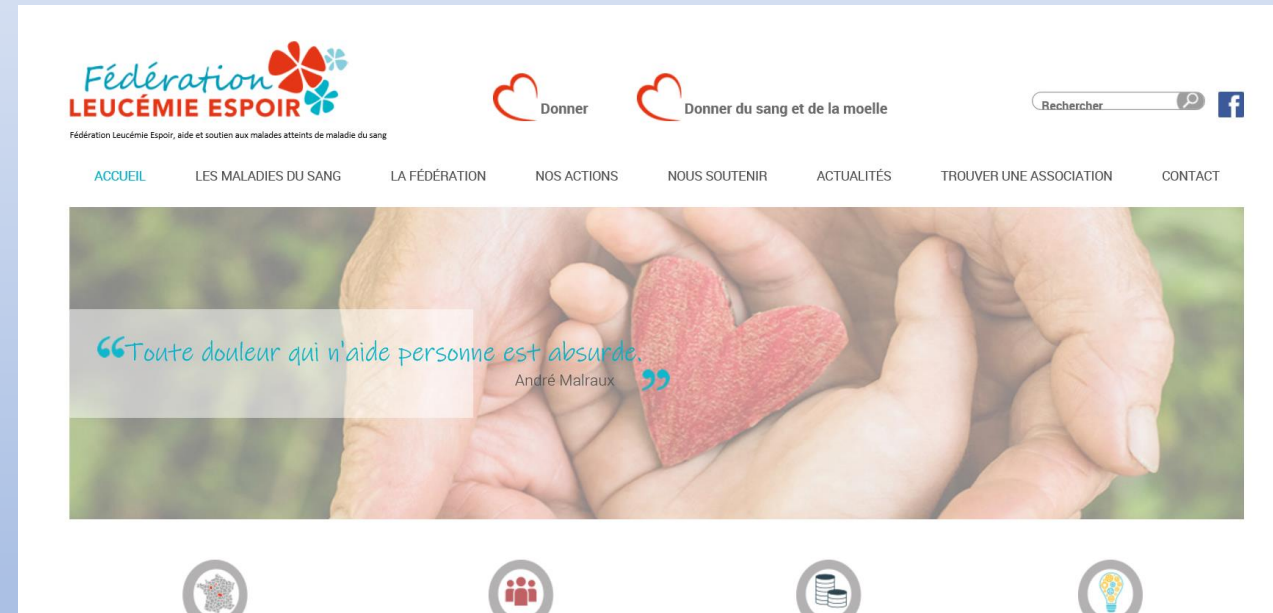 Fédération
LEUCÉMIE ESPOIR
Fédération Leucémie Espoir, aide et soutien aux malades atteints de maladie du sang
Donner
Donner du sang et de la moelle
Rechercher
f
ACCUEIL LES MALADIES DU SANG LA FÉDÉRATION NOS ACTIONS NOUS SOUTENIR ACTUALITÉS TROUVER UNE ASSOCIATION CONTACT
“Toute douleur qui n'aide personne est absurde.
André Malraux ”